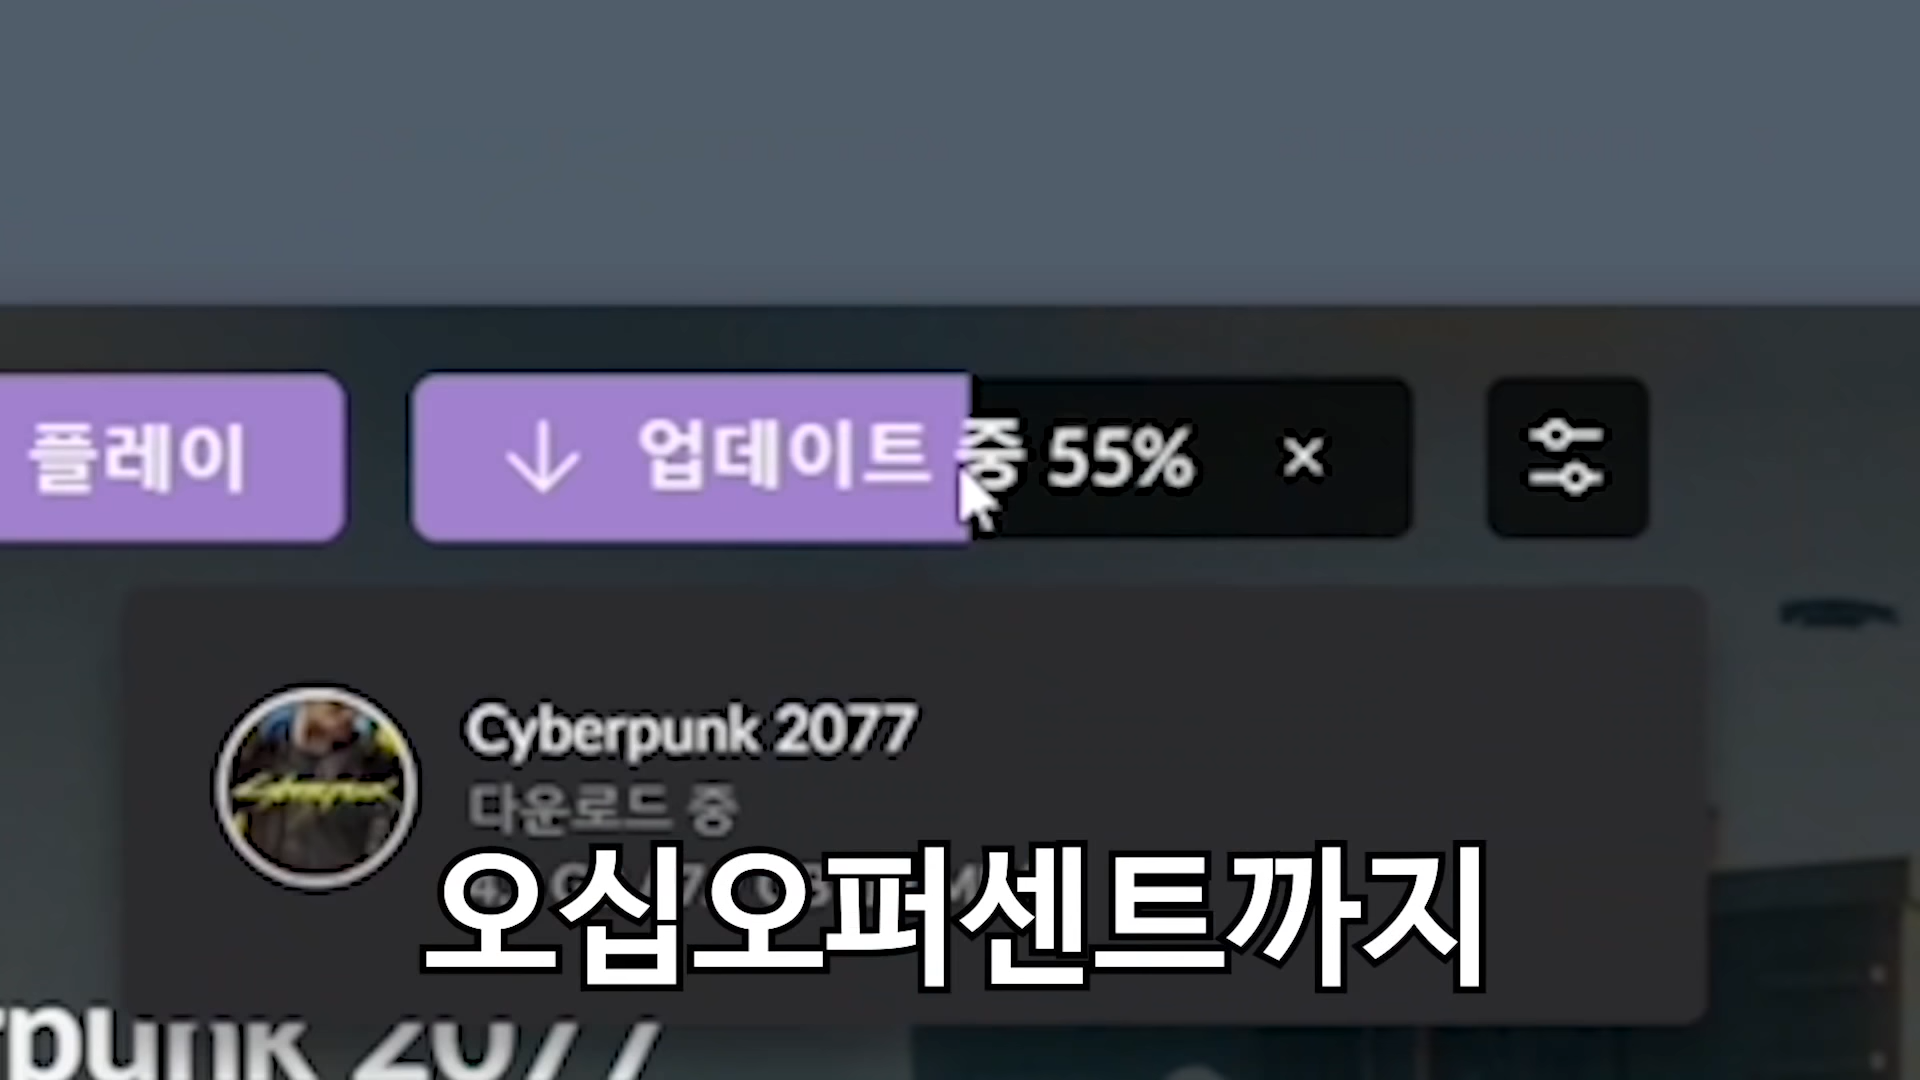 플레이
업데이트 중 55%
Cyberpunk 2077
다운로드 중
오십오퍼센트까지
rpunk 2077